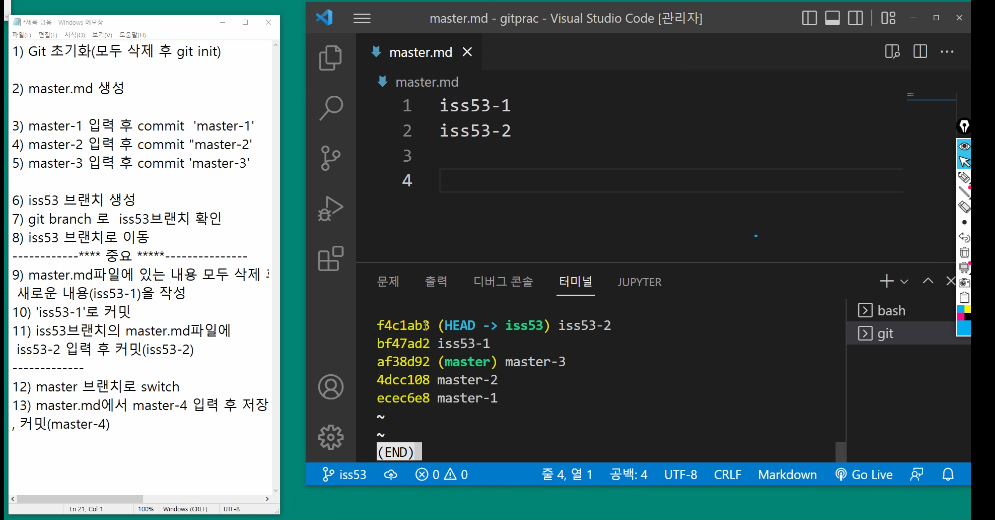 *제목 없음 - Windows 메모장
파일(F) 편집(E) 서식(O) 보기(V) 도움말(H)
1) Git 초기화(모두 삭제 후 git init)
2) master.md 생성
3) master-1 입력 후 commit  'master-1'
4) master-2 입력 후 commit "master-2'
5) master-3 입력 후 commit 'master-3'
6) iss53 브랜치 생성
7) git branch 로  iss53브랜치 확인
8) iss53 브랜치로 이동
------------**** 중요 *****---------------
9) master.md파일에 있는 내용 모두 삭제 후
새로운 내용(iss53-1)을 작성
10) 'iss53-1'로 커밋
11) iss53브랜치의 master.md파일에
iss53-2 입력 후 커밋(iss53-2)
-------------
12) master 브랜치로 switch
13) master.md에서 master-4 입력 후 저장
, 커밋(master-4)
Ln 21, Col 1 100% Windows (CRLF) UTF-8
master.md - gitprac - Visual Studio Code [관리자]
master.md
master.md
1 iss53-1
2 iss53-2
3
4
문제 출력 디버그 콘솔 터미널 JUPYTER
f4c1ab3 (HEAD -> iss53) iss53-2
bf47ad2 iss53-1
af38d92 (master) master-3
4dcc108 master-2
ecec6e8 master-1
~
~
(END)
bash
git
iss53 0 0 줄 4, 열 1 공백: 4 UTF-8 CRLF Markdown Go Live